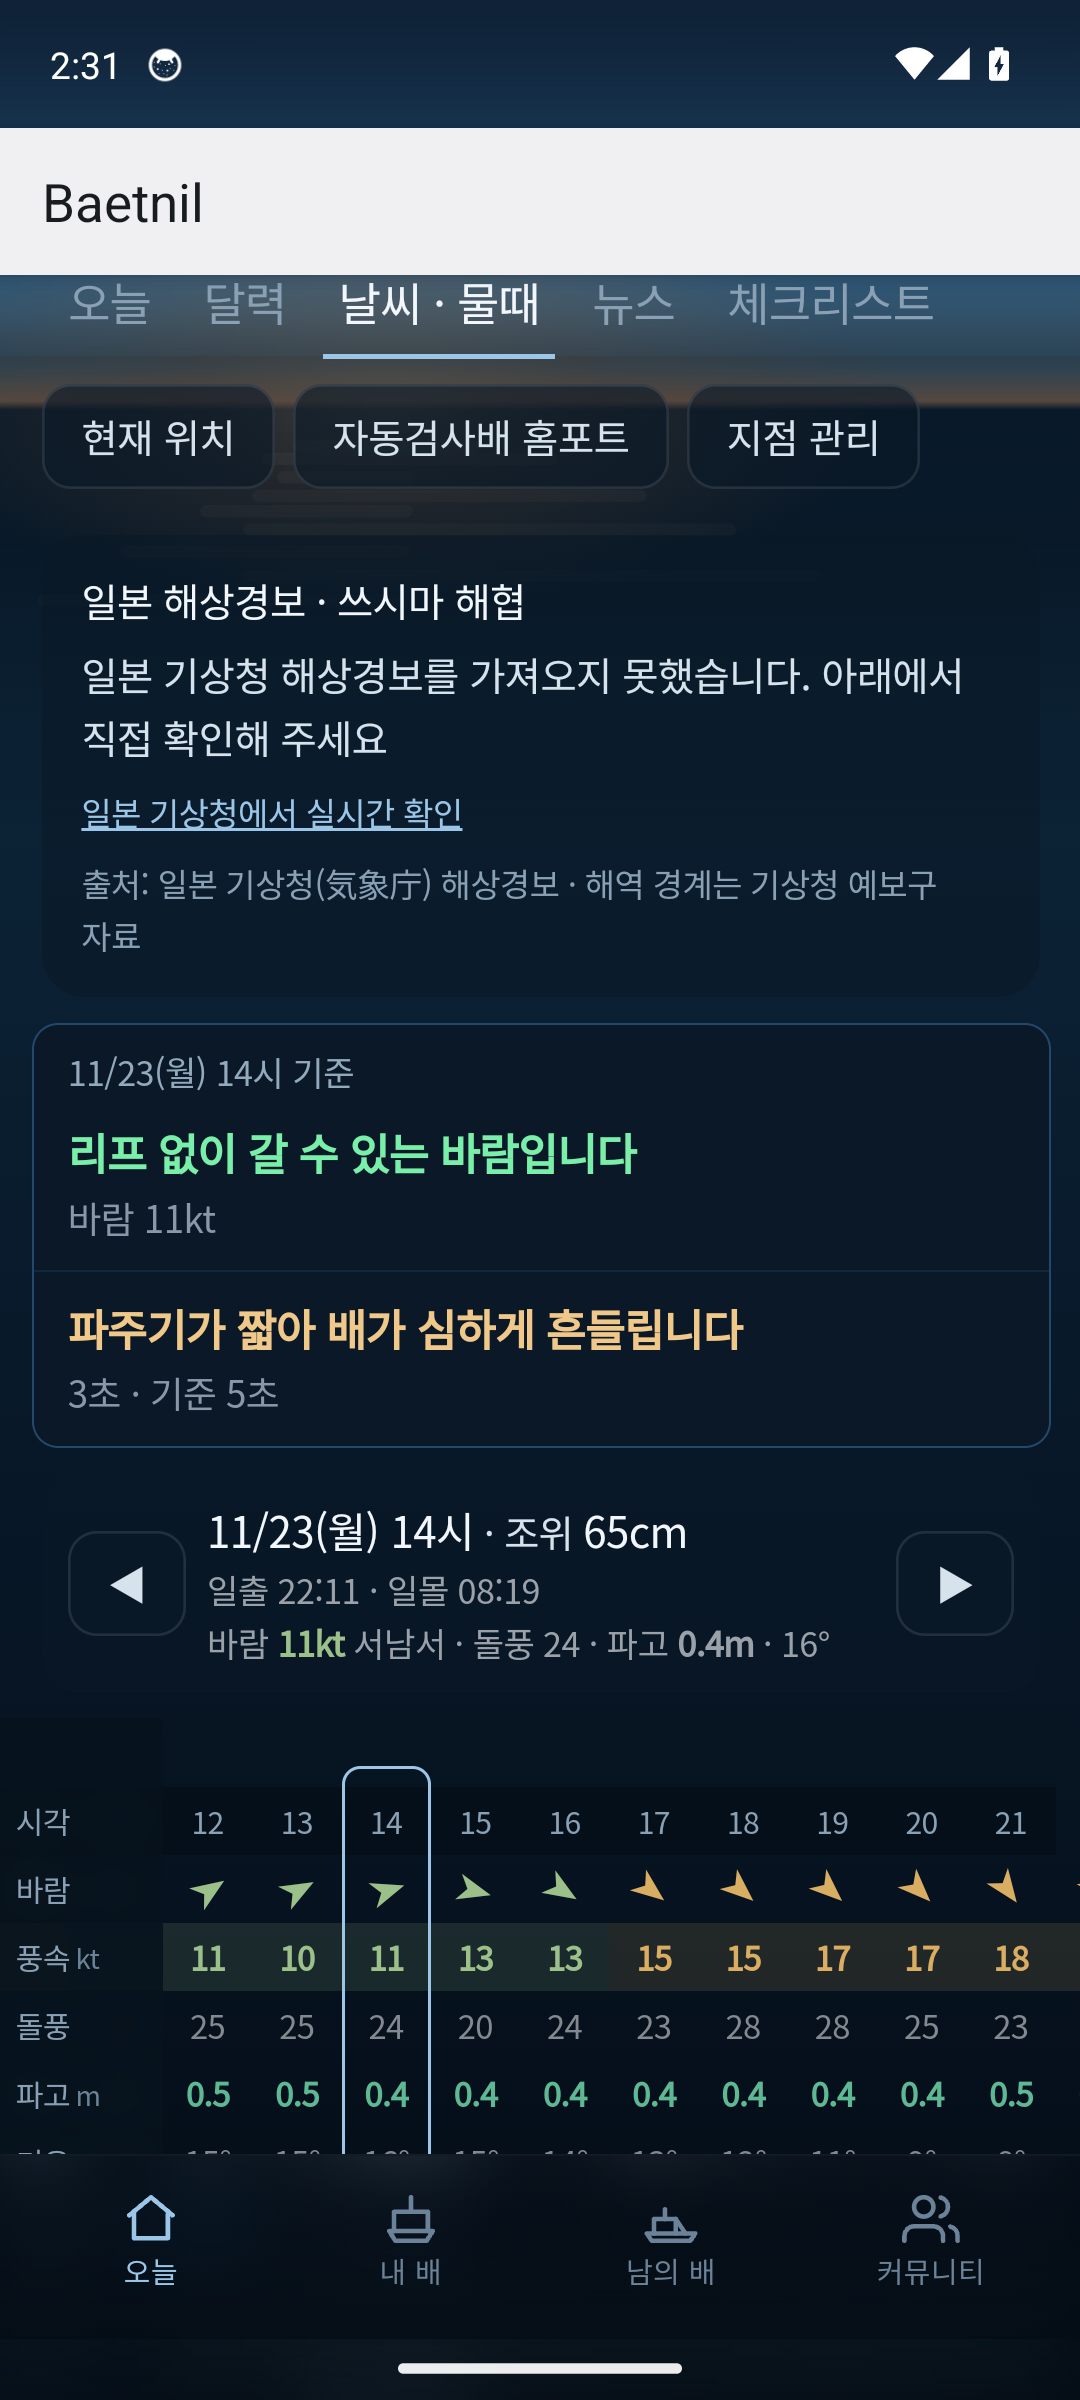 2:31
Baetnil
오늘 달력 날씨 · 물때 뉴스 체크리스트
현재 위치 자동검사배 홈포트 지점 관리
일본 해상경보 · 쓰시마 해협
일본 기상청 해상경보를 가져오지 못했습니다. 아래에서
직접 확인해 주세요
일본 기상청에서 실시간 확인
출처: 일본 기상청(気象庁) 해상경보 · 해역 경계는 기상청 예보구
자료
11/23(월) 14시 기준
리프 없이 갈 수 있는 바람입니다
바람 11kt
파주기가 짧아 배가 심하게 흔들립니다
3초 · 기준 5초
11/23(월) 14시 · 조위 65cm
일출 22:11 · 일몰 08:19
바람 11kt 서남서 · 돌풍 24 · 파고 0.4m · 16°
시각 12 13 14 15 16 17 18 19 20 21
바람
풍속 kt 11 10 11 13 13 15 15 17 17 18
돌풍 25 25 24 20 24 23 28 28 25 23
파고 m 0.5 0.5 0.4 0.4 0.4 0.4 0.4 0.4 0.4 0.5
오늘 내 배 남의 배 커뮤니티